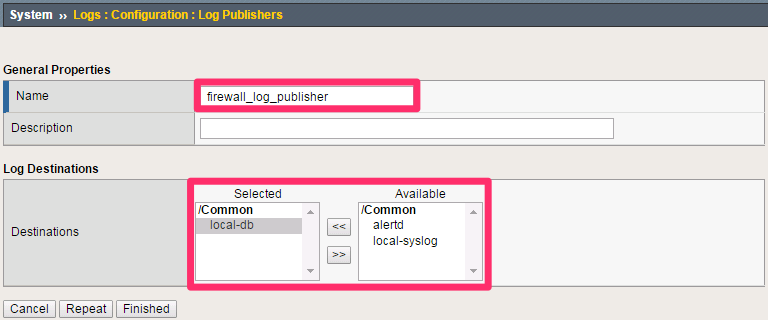 System ›› Logs : Configuration : Log Publishers
General Properties
Name firewall_log_publisher
Description
Log Destinations
Selected Available
/Common << /Common
local-db alertd
Destinations >> local-syslog
Cancel Repeat Finished